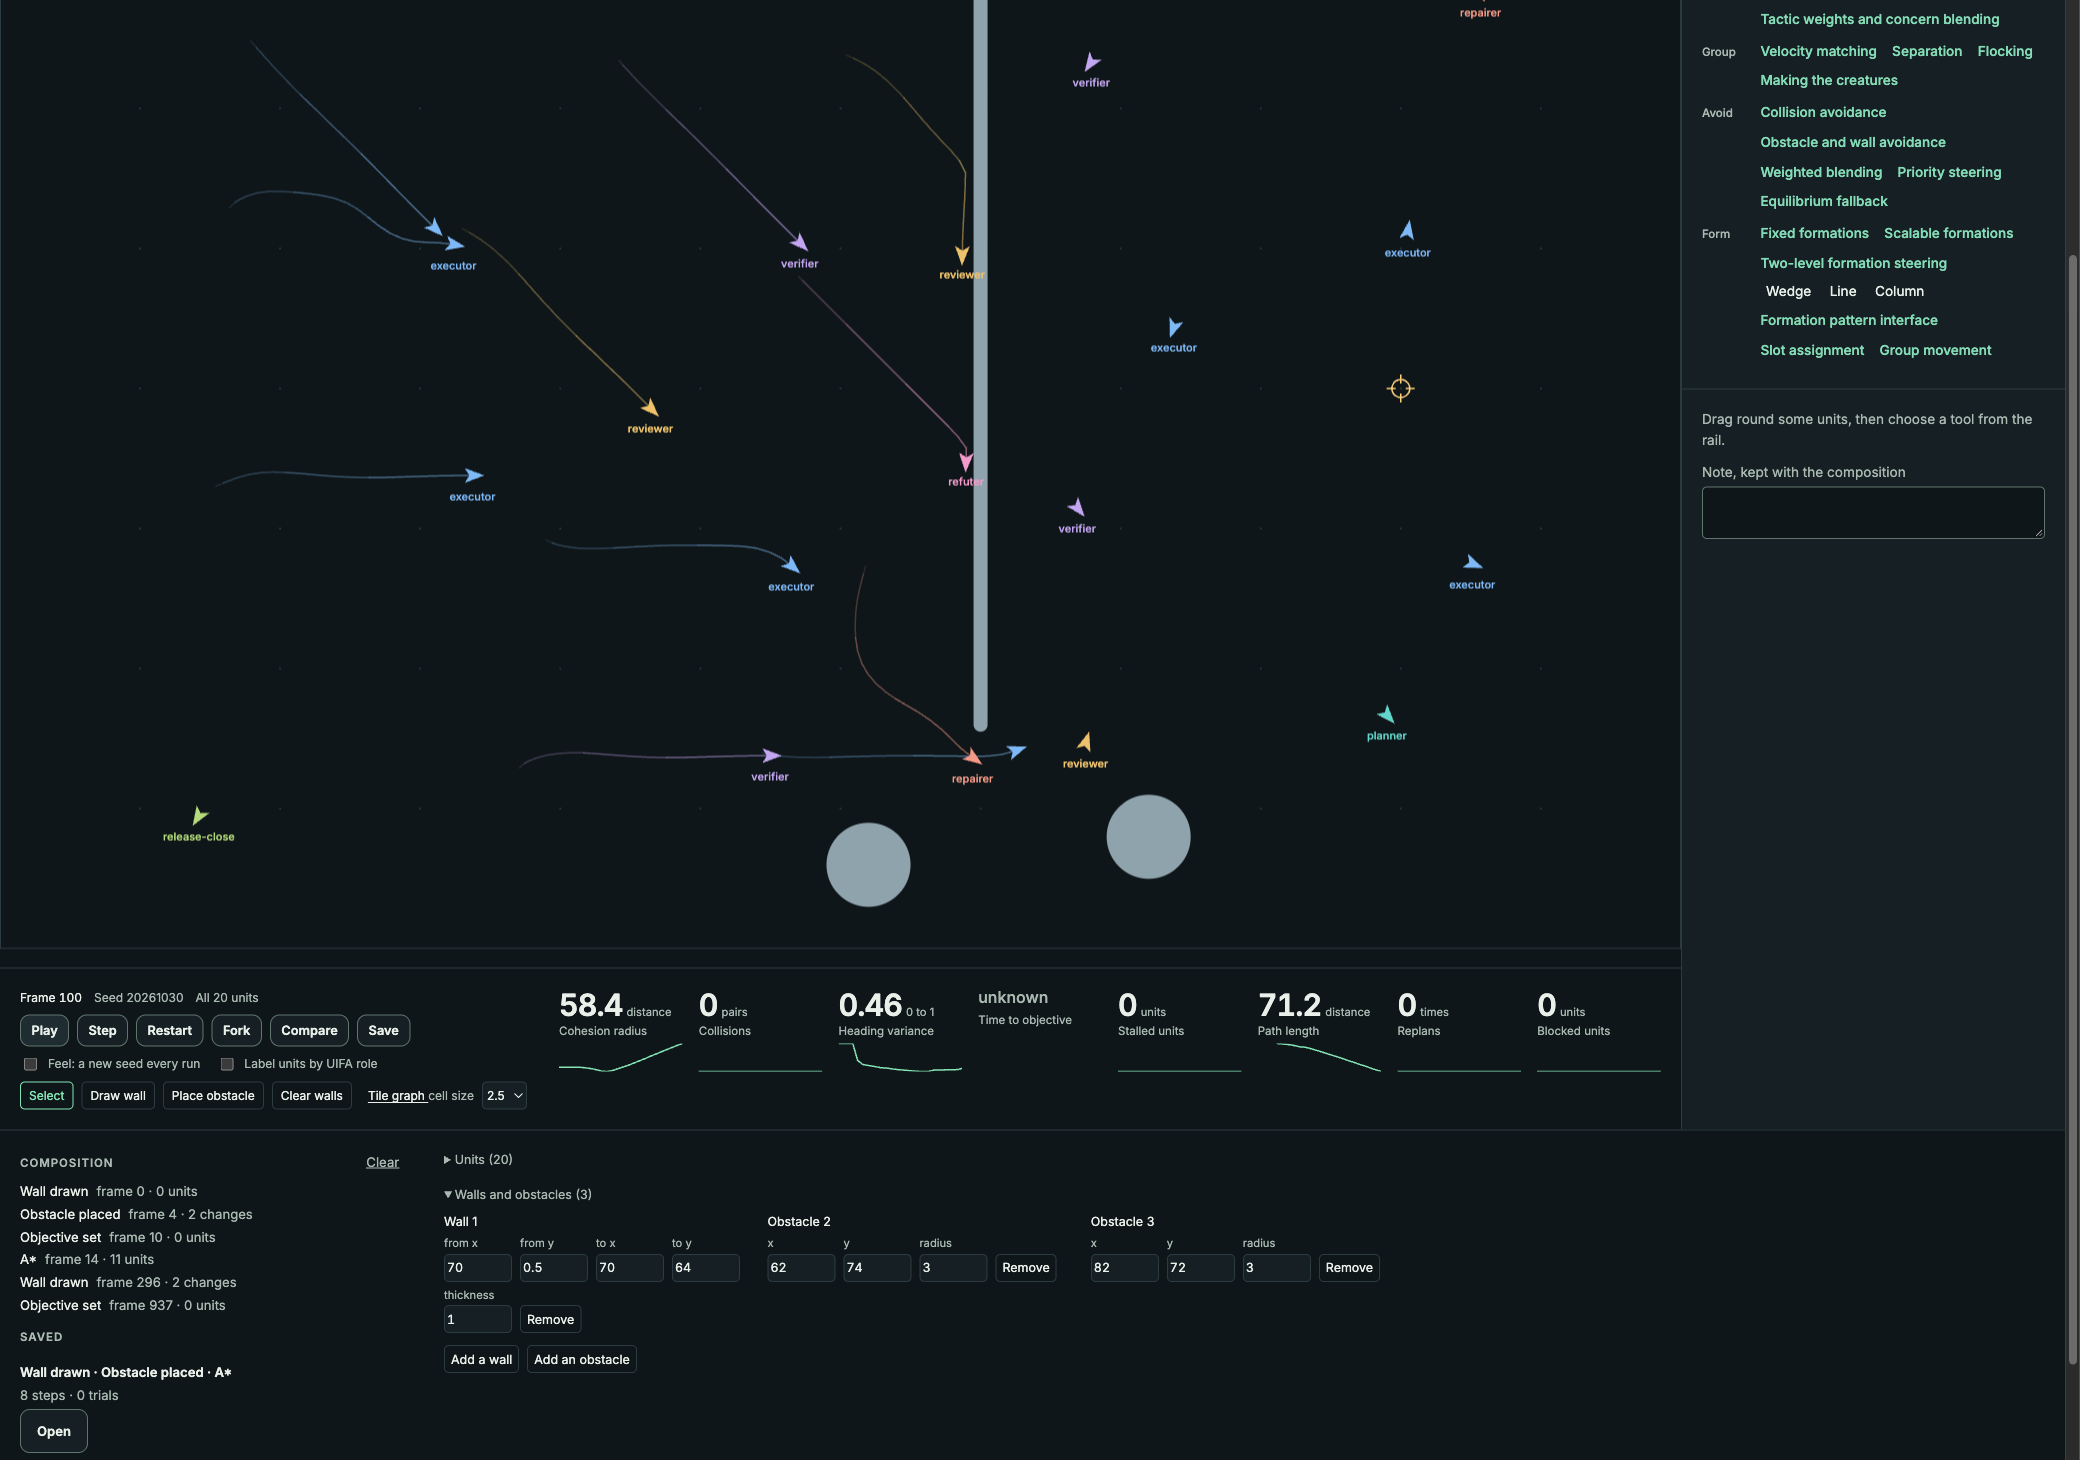 repairer
verifier
executor
verifier
reviewer
executor
executor
reviewer
refuter
executor
verifier
executor
executor
planner
verifier
repairer
reviewer
release-close
Tactic weights and concern blending
Group Velocity matching Separation Flocking
Making the creatures
Avoid Collision avoidance
Obstacle and wall avoidance
Weighted blending Priority steering
Equilibrium fallback
Form Fixed formations Scalable formations
Two-level formation steering
Wedge Line Column
Formation pattern interface
Slot assignment Group movement
Drag round some units, then choose a tool from the
rail.
Note, kept with the composition
Frame 100 Seed 20261030 All 20 units
Play Step Restart Fork Compare Save
Feel: a new seed every run Label units by UIFA role
Select Draw wall Place obstacle Clear walls Tile graph cell size 2.5
58.4 distance
Cohesion radius
0 pairs
Collisions
0.46 0 to 1
Heading variance
unknown
Time to objective
0 units
Stalled units
71.2 distance
Path length
0 times
Replans
0 units
Blocked units
COMPOSITION Clear
Wall drawn frame 0 · 0 units
Obstacle placed frame 4 · 2 changes
Objective set frame 10 · 0 units
A* frame 14 · 11 units
Wall drawn frame 296 · 2 changes
Objective set frame 937 · 0 units
SAVED
Wall drawn · Obstacle placed · A*
8 steps · 0 trials
Open
Units (20)
Walls and obstacles (3)
Wall 1
from x from y to x to y
70 0.5 70 64
thickness
1 Remove
Obstacle 2
x y radius
62 74 3 Remove
Obstacle 3
x y radius
82 72 3 Remove
Add a wall Add an obstacle